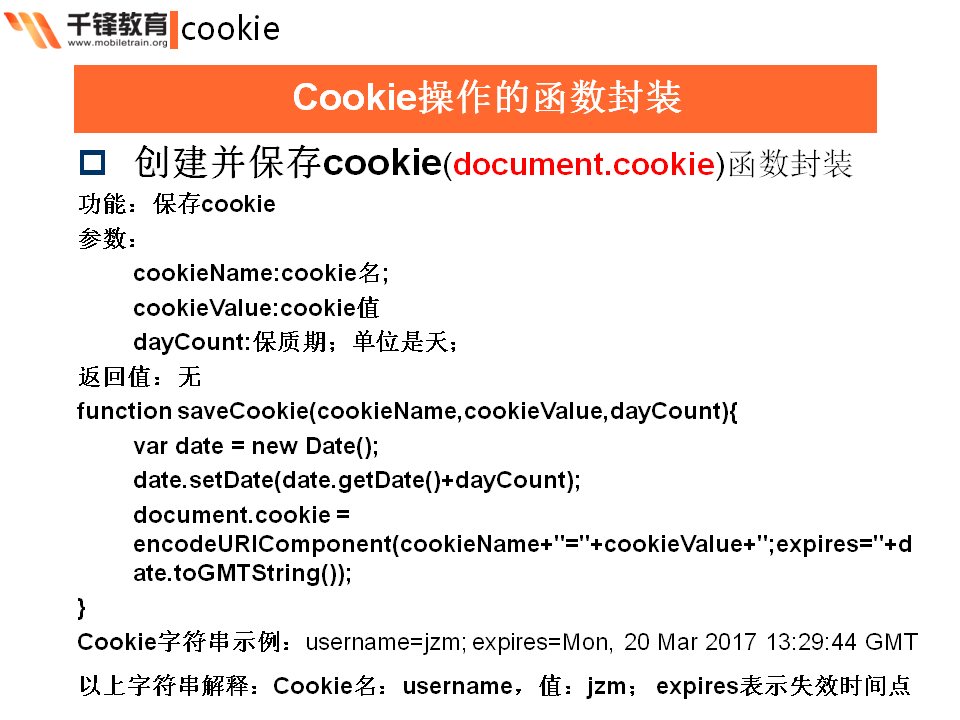 千锋教育 cookie
www.mobiletrain.org
Cookie操作的函数封装
创建并保存cookie(document.cookie)函数封装
功能：保存cookie
参数：
cookieName:cookie名;
cookieValue:cookie值
dayCount:保质期；单位是天；
返回值：无
function saveCookie(cookieName,cookieValue,dayCount){
var date = new Date();
date.setDate(date.getDate()+dayCount);
document.cookie =
encodeURIComponent(cookieName+"="+cookieValue+";expires="+d
ate.toGMTString());
}
Cookie字符串示例：username=jzm; expires=Mon, 20 Mar 2017 13:29:44 GMT
以上字符串解释：Cookie名：username，值：jzm； expires表示失效时间点